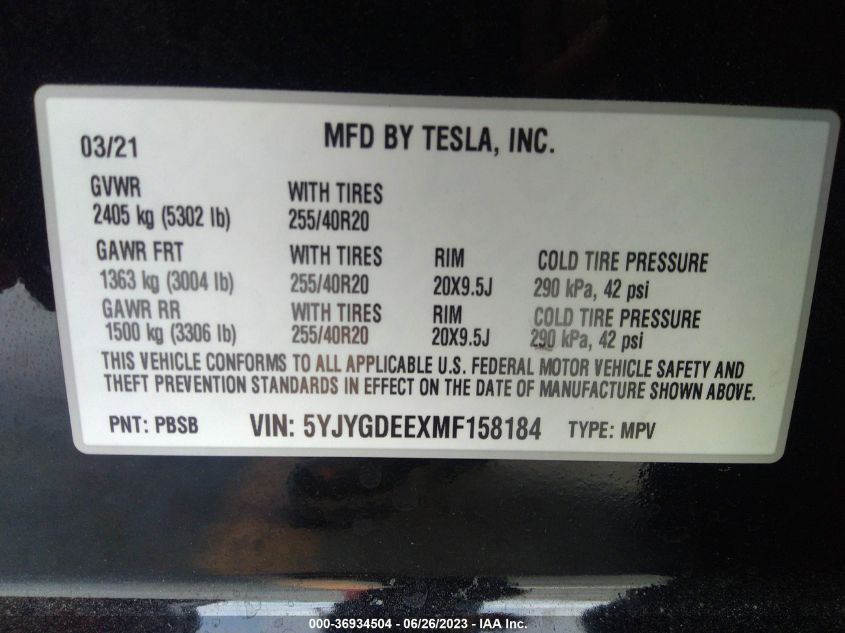 03/21 MFD BY TESLA, INC.
GVWR WITH TIRES
2405 kg (5302 lb) 255/40R20
GAWR FRT WITH TIRES RIM COLD TIRE PRESSURE
1363 kg (3004 lb) 255/40R20 20X9.5J 290 kPa, 42 psi
GAWR RR WITH TIRES RIM COLD TIRE PRESSURE
1500 kg (3306 lb) 255/40R20 20X9.5J 290 kPa, 42 psi
THIS VEHICLE CONFORMS TO ALL APPLICABLE U.S. FEDERAL MOTOR VEHICLE SAFETY AND
THEFT PREVENTION STANDARDS IN EFFECT ON THE DATE OF MANUFACTURE SHOWN ABOVE.
PNT: PBSB VIN: 5YJYGDEEXMF158184 TYPE: MPV
000-36934504 - 06/26/2023 - IAA Inc.